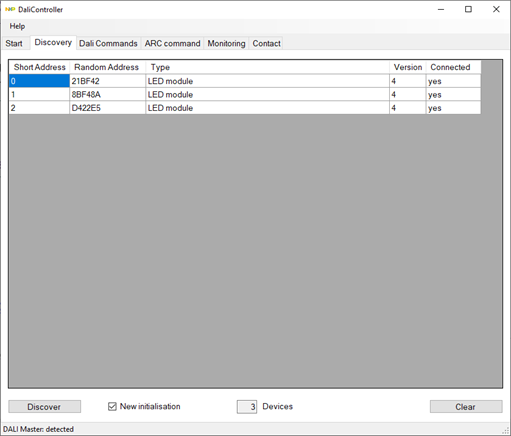 NXP DaliController
Help
Start Discovery Dali Commands ARC command Monitoring Contact
Short Address Random Address Type Version Connected
0 21BF42 LED module 4 yes
1 8BF48A LED module 4 yes
2 D422E5 LED module 4 yes
Discover New initialisation 3 Devices Clear
DALI Master: detected